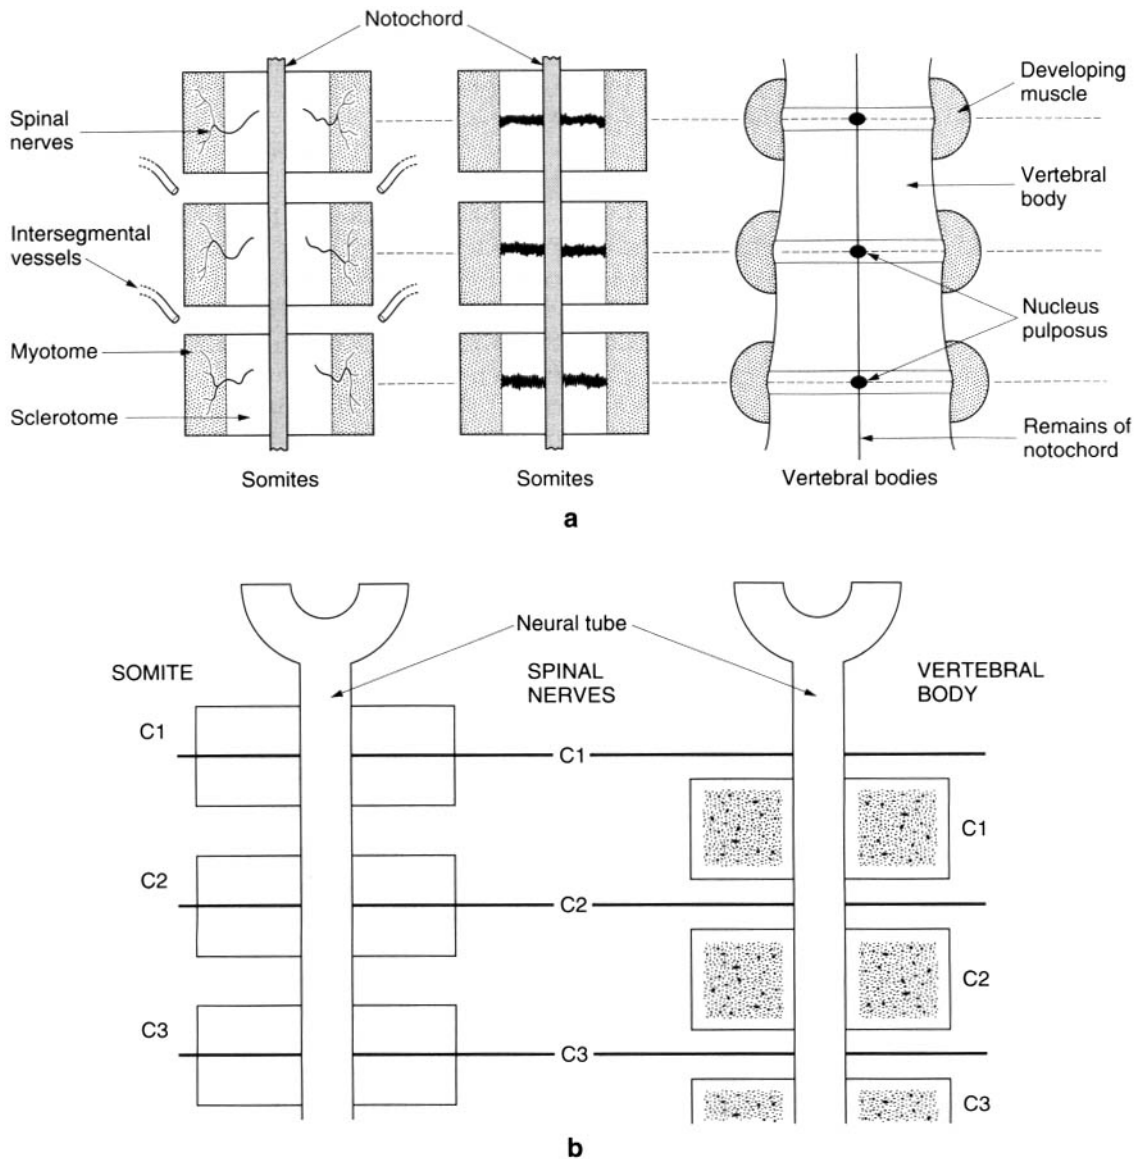 Notochord
Spinal
nerves
Developing
muscle
Vertebral
body
Intersegmental
vessels
Nucleus
pulposus
Myotome
Sclerotome
Remains of
notochord
Somites
Somites
Vertebral bodies
a
Neural tube
SOMITE
SPINAL
NERVES
VERTEBRAL
BODY
C1
C1
C1
C2
C2
C2
C3
C3
C3
b